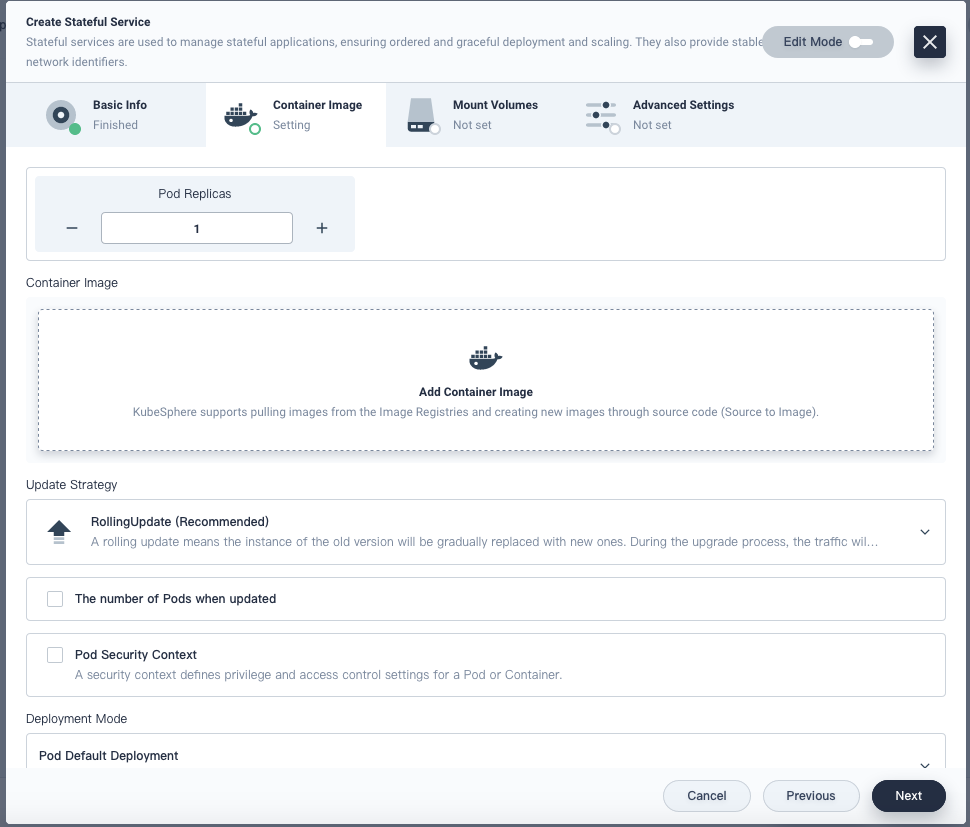 Create Stateful Service
Stateful services are used to manage stateful applications, ensuring ordered and graceful deployment and scaling. They also provide stable
network identifiers.
Edit Mode
Basic Info
Finished
Container Image
Setting
Mount Volumes
Not set
Advanced Settings
Not set
Pod Replicas
1
Container Image
Add Container Image
KubeSphere supports pulling images from the Image Registries and creating new images through source code (Source to Image).
Update Strategy
RollingUpdate (Recommended)
A rolling update means the instance of the old version will be gradually replaced with new ones. During the upgrade process, the traffic wil...
The number of Pods when updated
Pod Security Context
A security context defines privilege and access control settings for a Pod or Container.
Deployment Mode
Pod Default Deployment
Cancel
Previous
Next